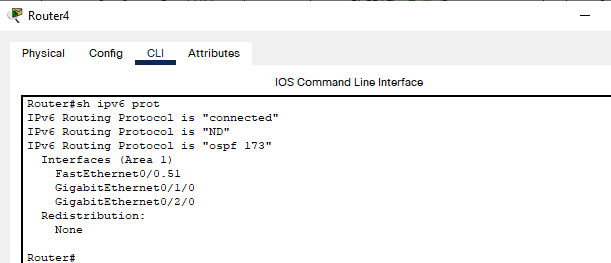 Router4
Physical Config CLI Attributes
IOS Command Line Interface
Router#sh ipv6 prot
IPv6 Routing Protocol is "connected"
IPv6 Routing Protocol is "ND"
IPv6 Routing Protocol is "ospf 173"
Interfaces (Area 1)
FastEthernet0/0.51
GigabitEthernet0/1/0
GigabitEthernet0/2/0
Redistribution:
None
Router#